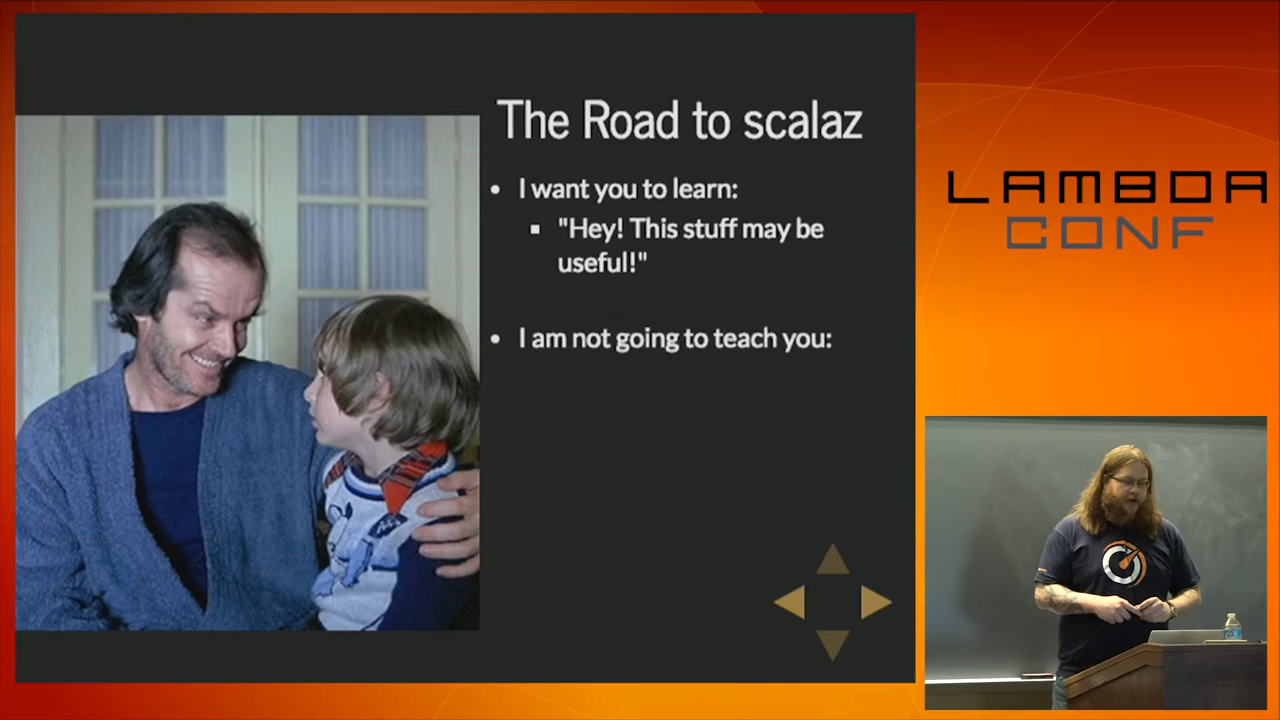 The Road to scalaz
• I want you to learn:
▪ "Hey! This stuff may be
useful!"
• I am not going to teach you:
LAMBDA
CONF